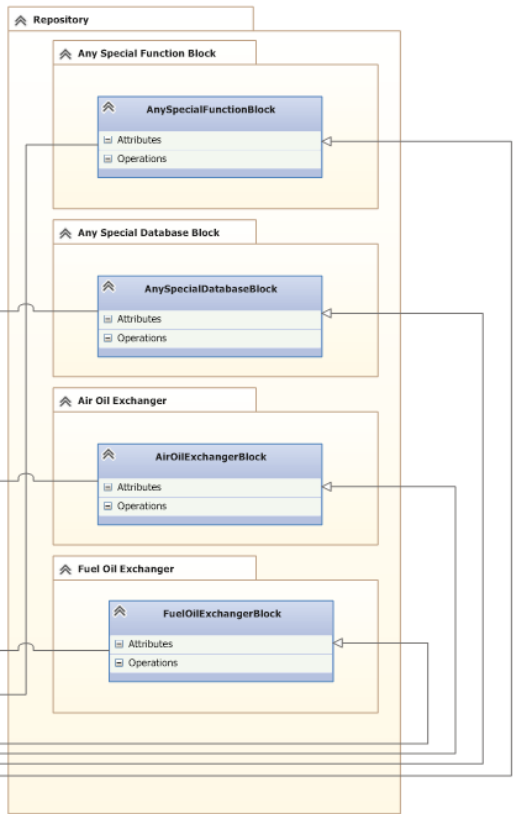 Repository
Any Special Function Block
AnySpecialFunctionBlock
Attributes
Operations
Any Special Database Block
AnySpecialDatabaseBlock
Attributes
Operations
Air Oil Exchanger
AirOilExchangerBlock
Attributes
Operations
Fuel Oil Exchanger
FuelOilExchangerBlock
Attributes
Operations